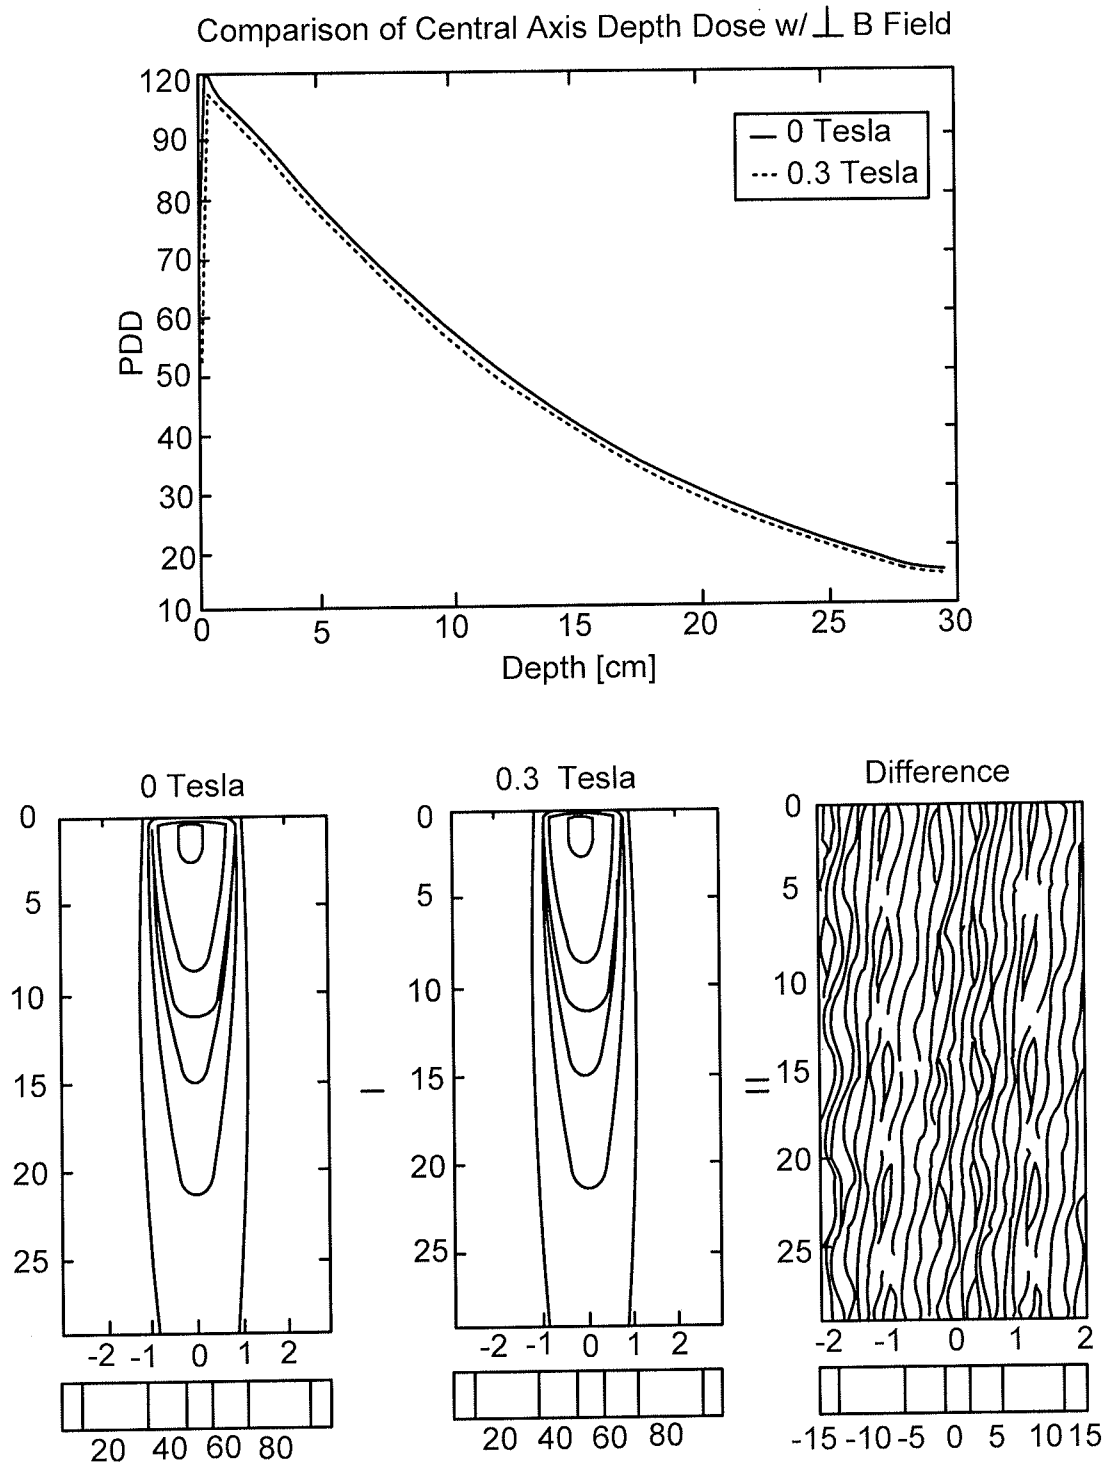 Comparison of Central Axis Depth Dose w/ ⊥ B Field
120
90
80
70
60
50
40
30
20
10
PDD
0 Tesla
0.3 Tesla
0 5 10 15 20 25 30
Depth [cm]
0 Tesla
0
5
10
15
20
25
-2 -1 0 1 2
20 40 60 80
0.3 Tesla
0
5
10
15
20
25
-2 -1 0 1 2
20 40 60 80
Difference
0
5
10
15
20
25
-2 -1 0 1 2
-15 -10 -5 0 5 10 15